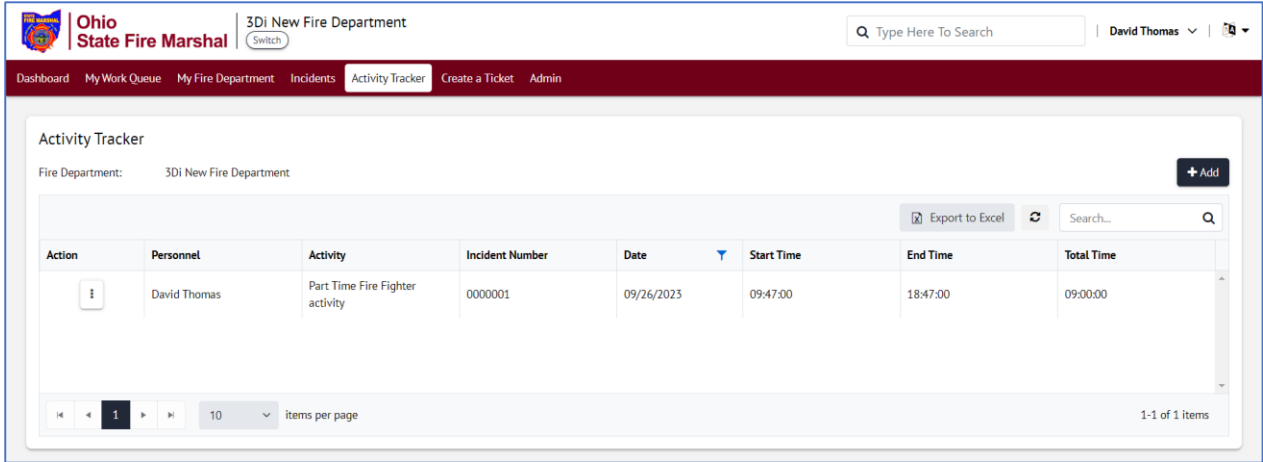 STATE FIRE MARSHAL
Ohio
State Fire Marshal
3Di New Fire Department
Switch
Type Here To Search
David Thomas
Dashboard My Work Queue My Fire Department Incidents Activity Tracker Create a Ticket Admin
Activity Tracker
Fire Department: 3Di New Fire Department
+ Add
Export to Excel
Search...
Action Personnel Activity Incident Number Date Start Time End Time Total Time
David Thomas Part Time Fire Fighter activity 0000001 09/26/2023 09:47:00 18:47:00 09:00:00
1 10 items per page 1-1 of 1 items